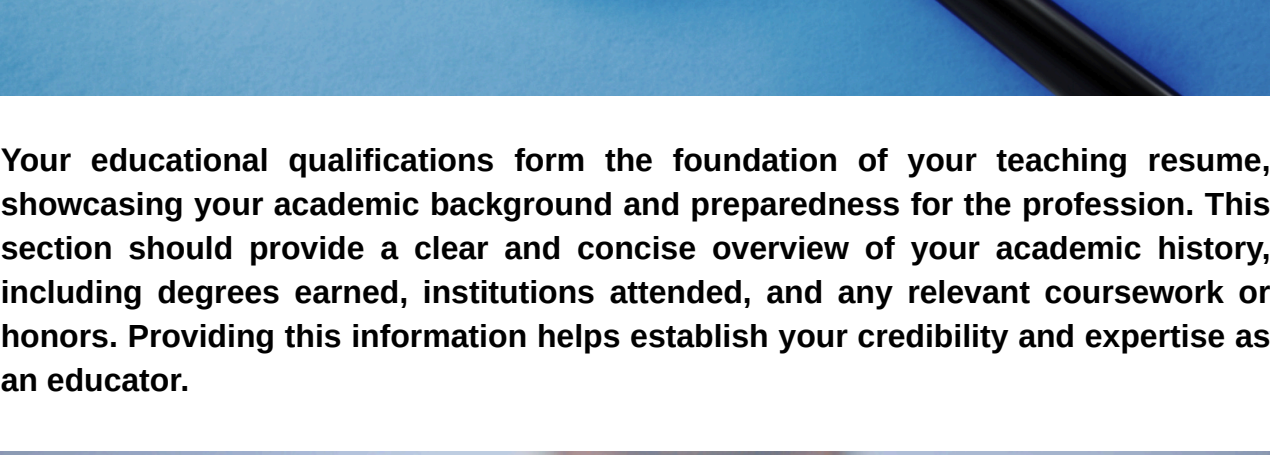 Your educational qualifications form the foundation of your teaching resume,
showcasing your academic background and preparedness for the profession. This
section should provide a clear and concise overview of your academic history,
including degrees earned, institutions attended, and any relevant coursework or
honors. Providing this information helps establish your credibility and expertise as
an educator.